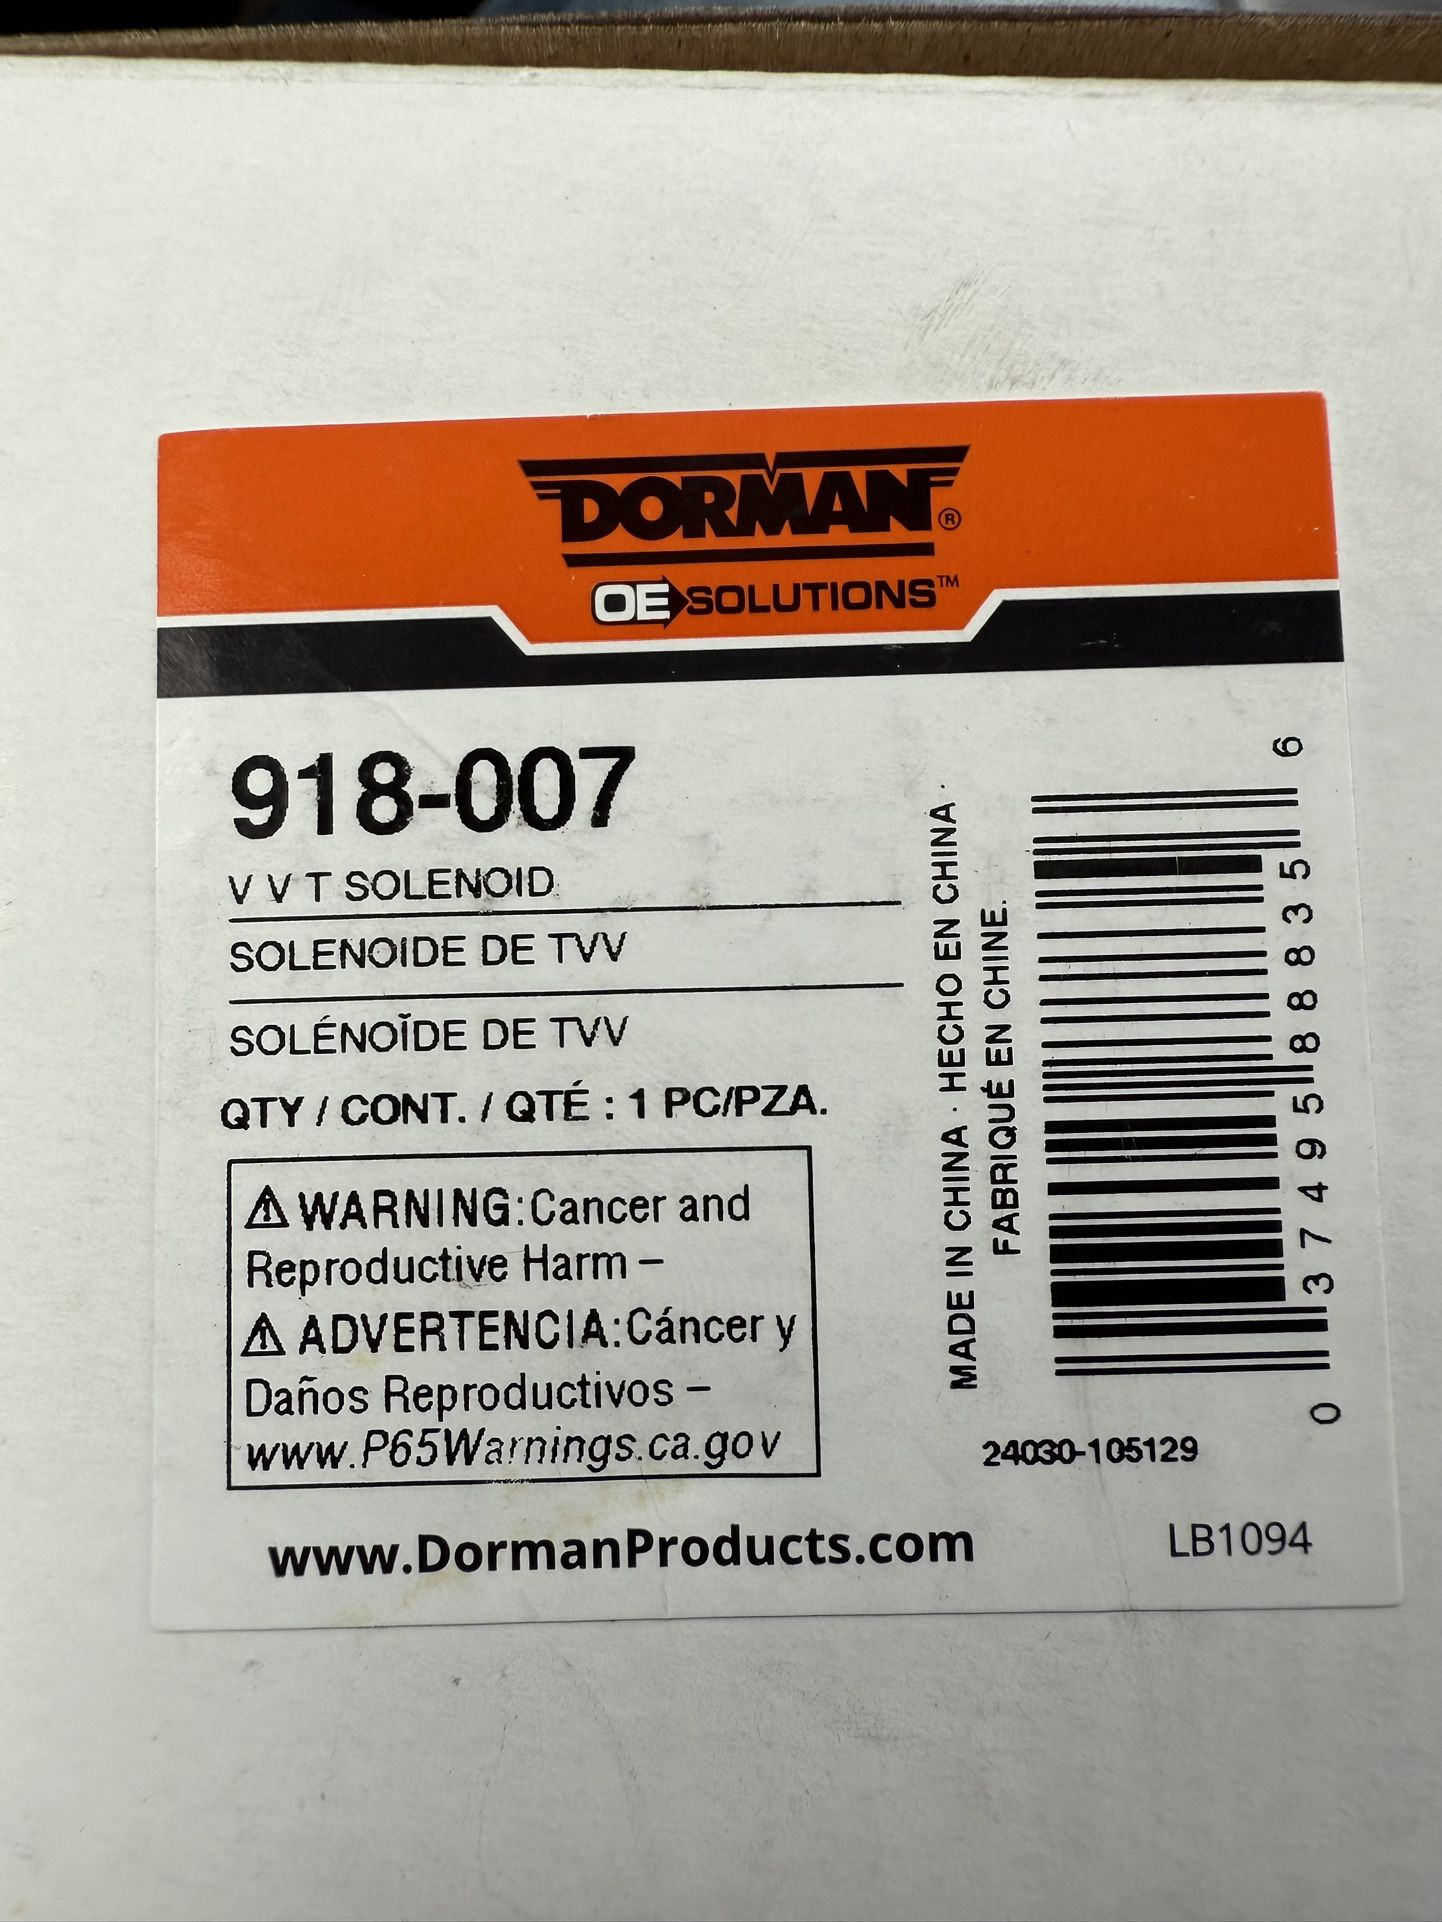 DORMAN®
OE SOLUTIONS™
918-007
V V T SOLENOID
SOLENOIDE DE TVV
SOLÉNOÏDE DE TVV
QTY / CONT. / QTÉ : 1 PC/PZA.
⚠ WARNING: Cancer and
Reproductive Harm –
⚠ ADVERTENCIA: Cáncer y
Daños Reproductivos –
www.P65Warnings.ca.gov
MADE IN CHINA · HECHO EN CHINA ·
FABRIQUÉ EN CHINE.
0 37495 88835 6
24030-105129
www.DormanProducts.com
LB1094